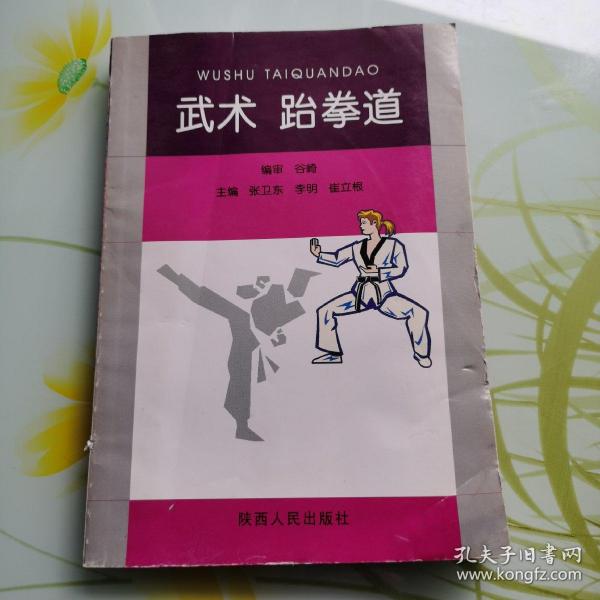 WUSHU TAIQUANDAO
武术 跆拳道
编审 谷崎
主编 张卫东 李明 崔立根
陕西人民出版社
孔夫子旧书网
www.kongfz.com